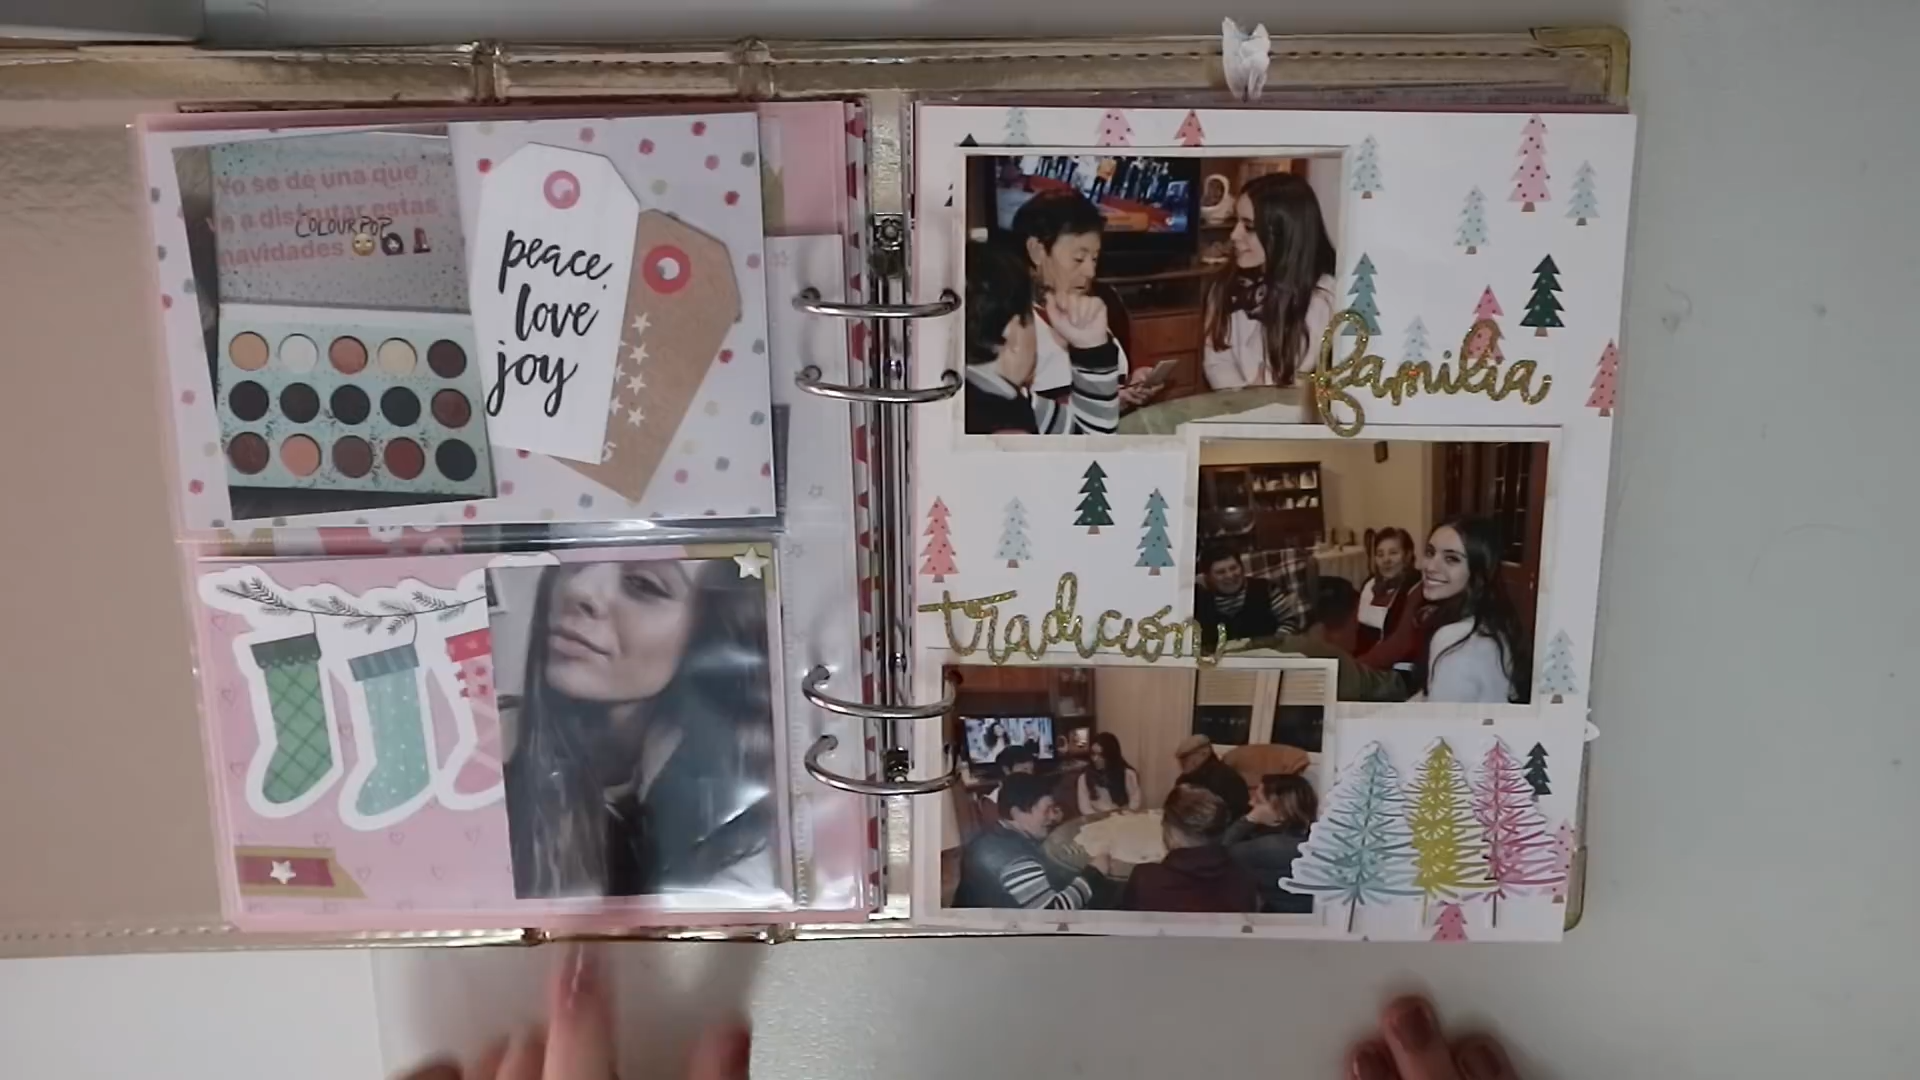 Yo se de una que
va a disfrutar estas
navidades
COLOURPOP
peace
love
joy
familia
tradición